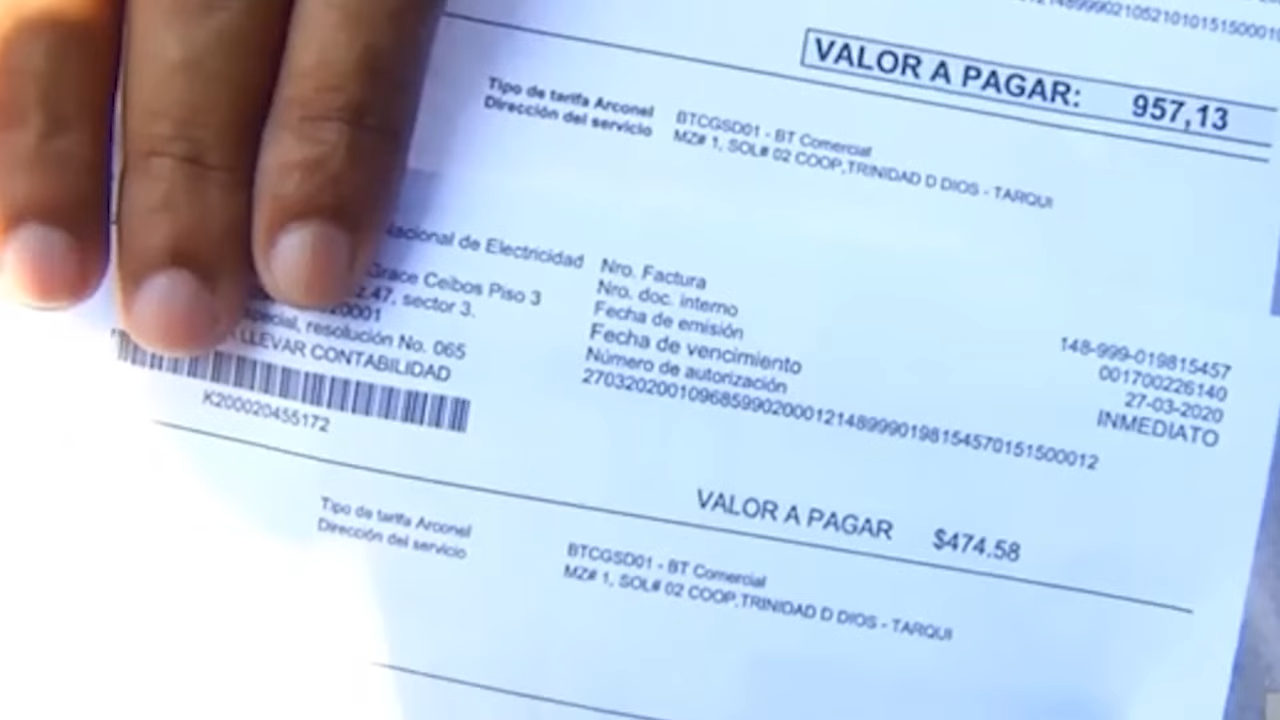 VALOR A PAGAR: 957,13
Tipo de tarifa Arconel BTCGSD01 - BT Comercial
Dirección del servicio MZ# 1, SOL# 02 COOP,TRINIDAD D DIOS - TARQUI
Nacional de Electricidad
Grace Ceibos Piso 3
47, sector 3.
resolución No. 065
LLEVAR CONTABILIDAD
K200020455172
Nro. Factura 148-999-019815457
Nro. doc. interno 001700226140
Fecha de emisión 27-03-2020
Fecha de vencimiento INMEDIATO
Número de autorización
2703202001096859902000121489990198154570151500012
VALOR A PAGAR $474.58
Tipo de tarifa Arconel BTCGSD01 - BT Comercial
Dirección del servicio MZ# 1, SOL# 02 COOP,TRINIDAD D DIOS - TARQUI